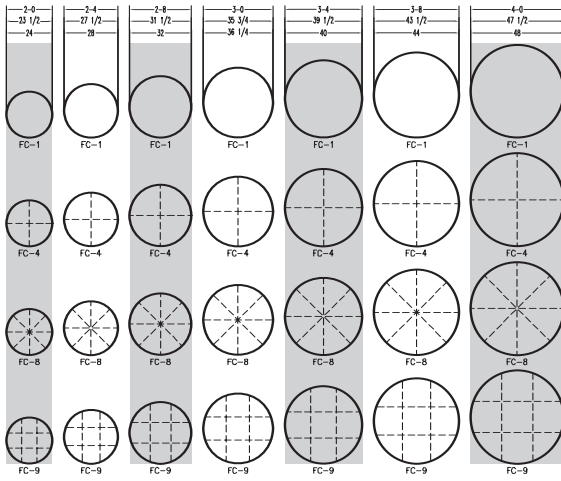 2-0 2-4 2-8 3-0 3-4 3-8 4-0
23 1/2 27 1/2 31 1/2 35 3/4 39 1/2 43 1/2 47 1/2
24 28 32 36 1/4 40 44 48
FC-1 FC-1 FC-1 FC-1 FC-1 FC-1 FC-1
FC-4 FC-4 FC-4 FC-4 FC-4 FC-4 FC-4
FC-8 FC-8 FC-8 FC-8 FC-8 FC-8 FC-8
FC-9 FC-9 FC-9 FC-9 FC-9 FC-9 FC-9